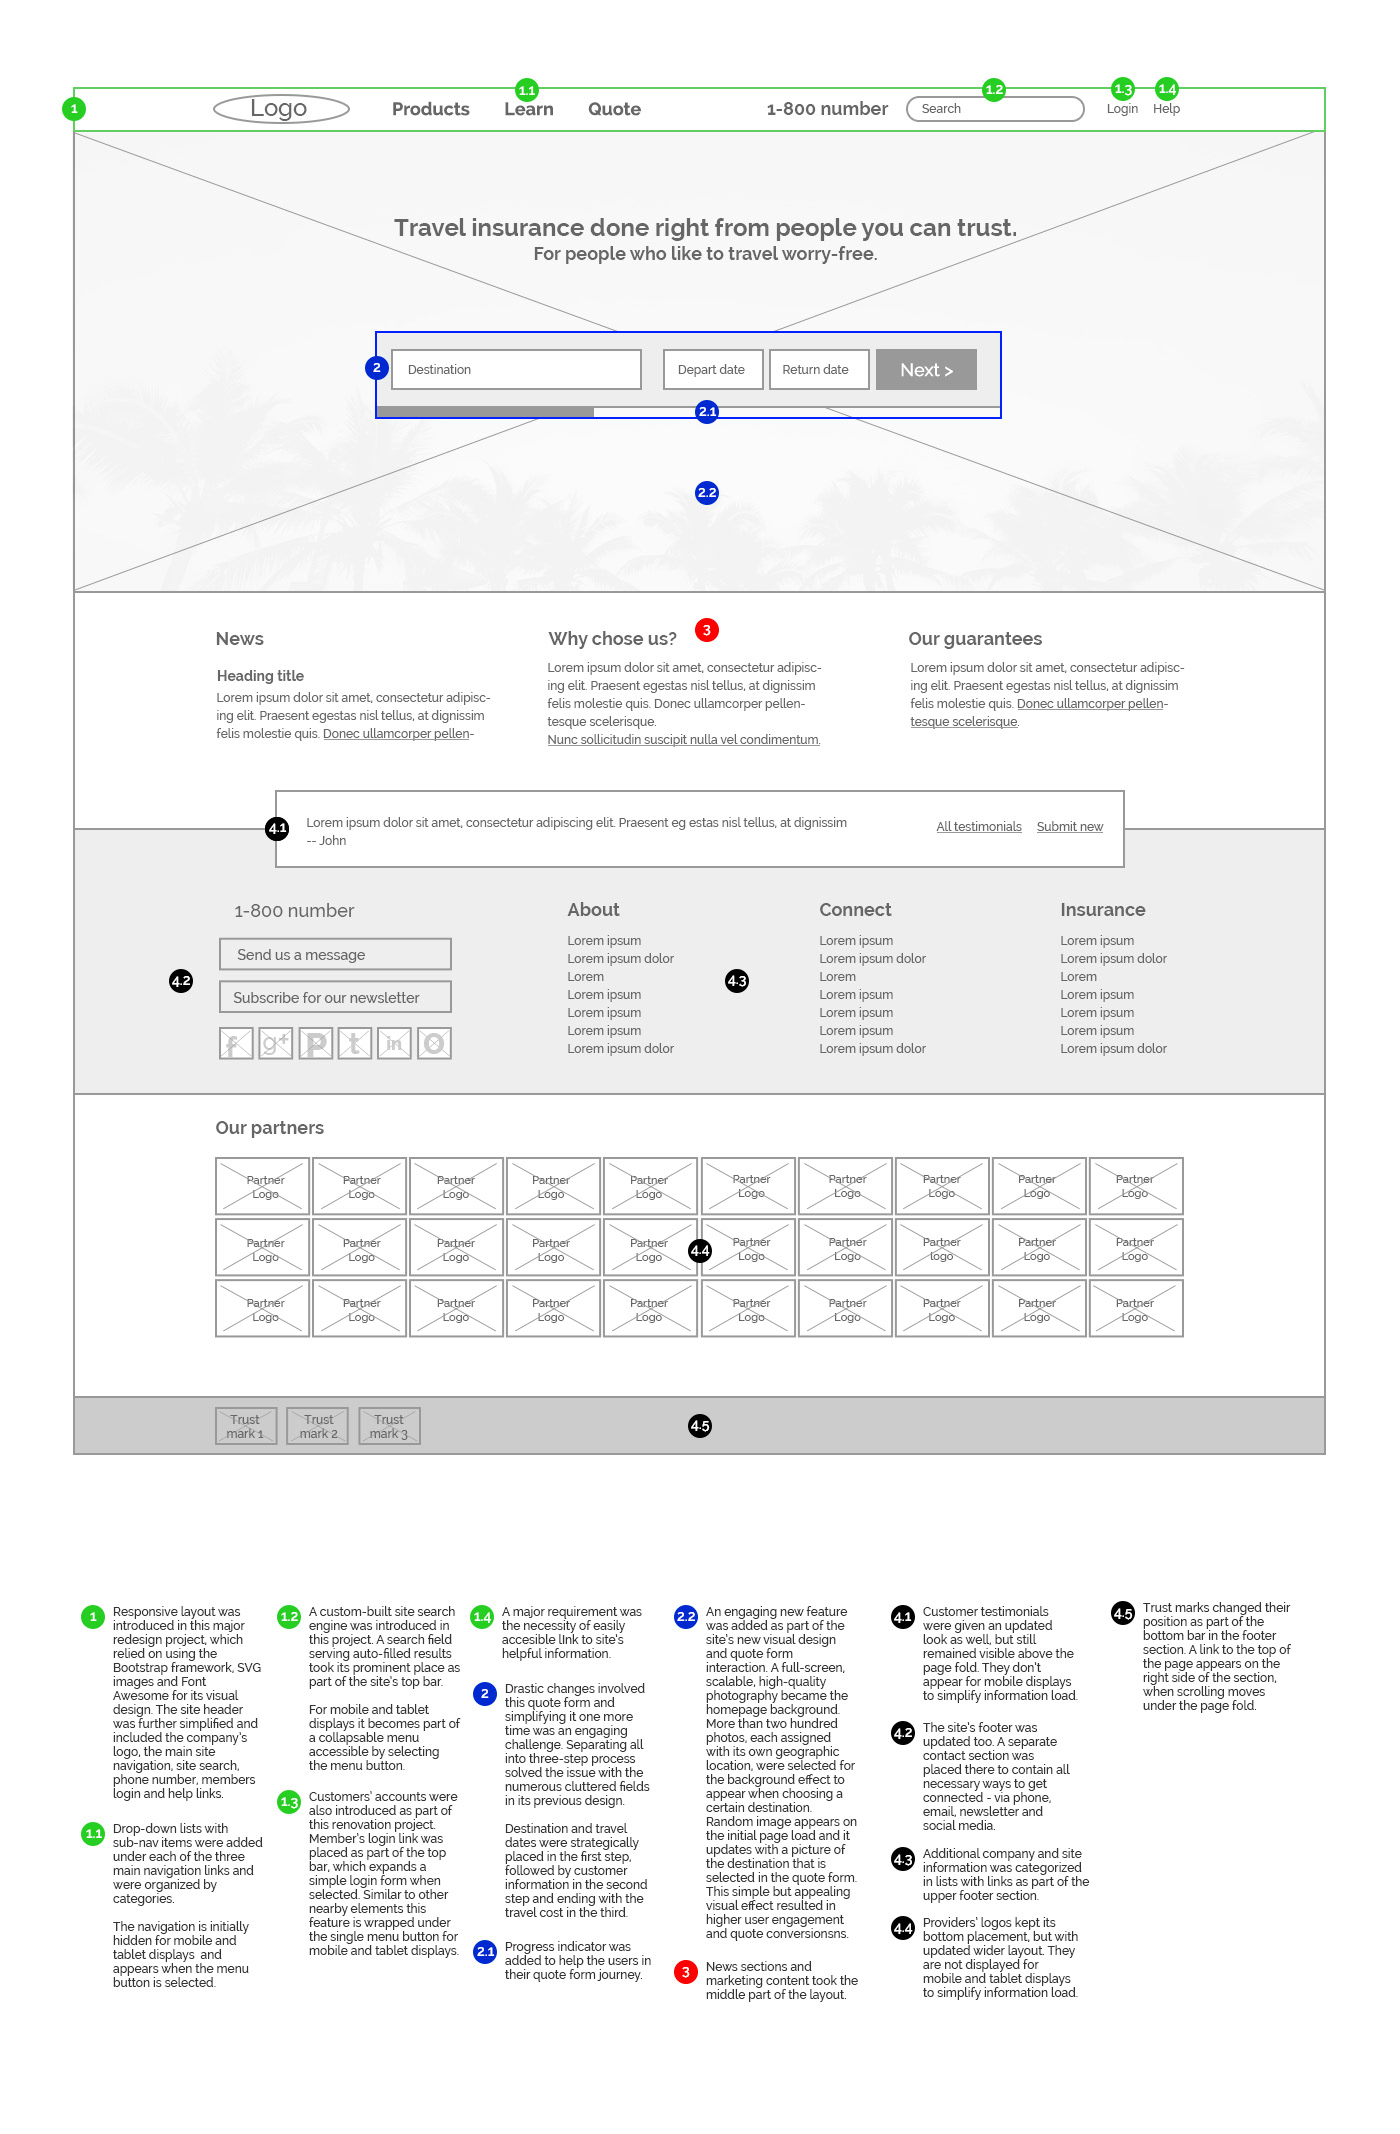 1
Logo
Products
1.1
Learn
Quote
1-800 number
1.2
Search
1.3
Login
1.4
Help
Travel insurance done right from people you can trust.
For people who like to travel worry-free.
2
Destination
Depart date
Return date
Next >
2.1
2.2
News
Heading title
Lorem ipsum dolor sit amet, consectetur adipisc-
ing elit. Praesent egestas nisl tellus, at dignissim
felis molestie quis. Donec ullamcorper pellen-
Why chose us?
3
Lorem ipsum dolor sit amet, consectetur adipisc-
ing elit. Praesent egestas nisl tellus, at dignissim
felis molestie quis. Donec ullamcorper pellen-
tesque scelerisque.
Nunc sollicitudin suscipit nulla vel condimentum.
Our guarantees
Lorem ipsum dolor sit amet, consectetur adipisc-
ing elit. Praesent egestas nisl tellus, at dignissim
felis molestie quis. Donec ullamcorper pellen-
tesque scelerisque.
4.1
Lorem ipsum dolor sit amet, consectetur adipiscing elit. Praesent eg estas nisl tellus, at dignissim
-- John
All testimonials
Submit new
1-800 number
Send us a message
4.2
Subscribe for our newsletter
f
g+
P
t
in
O
About
Lorem ipsum
Lorem ipsum dolor
Lorem
Lorem ipsum
Lorem ipsum
Lorem ipsum
Lorem ipsum dolor
4.3
Connect
Lorem ipsum
Lorem ipsum dolor
Lorem
Lorem ipsum
Lorem ipsum
Lorem ipsum
Lorem ipsum dolor
Insurance
Lorem ipsum
Lorem ipsum dolor
Lorem
Lorem ipsum
Lorem ipsum
Lorem ipsum
Lorem ipsum dolor
Our partners
Partner
Logo
Partner
Logo
Partner
Logo
Partner
Logo
Partner
Logo
Partner
Logo
Partner
Logo
Partner
Logo
Partner
Logo
Partner
Logo
Partner
Logo
Partner
Logo
Partner
Logo
Partner
Logo
Partner
Logo
4.4
Partner
Logo
Partner
Logo
Partner
logo
Partner
Logo
Partner
Logo
Partner
Logo
Partner
Logo
Partner
Logo
Partner
Logo
Partner
Logo
Partner
Logo
Partner
Logo
Partner
Logo
Partner
Logo
Partner
Logo
Trust
mark 1
Trust
mark 2
Trust
mark 3
4.5
1
Responsive layout was
introduced in this major
redesign project, which
relied on using the
Bootstrap framework, SVG
images and Font
Awesome for its visual
design. The site header
was further simplified and
included the company's
logo, the main site
navigation, site search,
phone number, members
login and help links.
1.1
Drop-down lists with
sub-nav items were added
under each of the three
main navigation links and
were organized by
categories.
The navigation is initially
hidden for mobile and
tablet displays and
appears when the menu
button is selected.
1.2
A custom-built site search
engine was introduced in
this project. A search field
serving auto-filled results
took its prominent place as
part of the site's top bar.
For mobile and tablet
displays it becomes part of
a collapsable menu
accessible by selecting
the menu button.
1.3
Customers' accounts were
also introduced as part of
this renovation project.
Member's login link was
placed as part of the top
bar, which expands a
simple login form when
selected. Similar to other
nearby elements this
feature is wrapped under
the single menu button for
mobile and tablet displays.
1.4
A major requirement was
the necessity of easily
accesible lInk to site's
helpful information.
2
Drastic changes involved
this quote form and
simplifying it one more
time was an engaging
challenge. Separating all
into three-step process
solved the issue with the
numerous cluttered fields
in its previous design.
Destination and travel
dates were strategically
placed in the first step,
followed by customer
information in the second
step and ending with the
travel cost in the third.
2.1
Progress indicator was
added to help the users in
their quote form journey.
2.2
An engaging new feature
was added as part of the
site's new visual design
and quote form
interaction. A full-screen,
scalable, high-quality
photography became the
homepage background.
More than two hundred
photos, each assigned
with its own geographic
location, were selected for
the background effect to
appear when choosing a
certain destination.
Random image appears on
the initial page load and it
updates with a picture of
the destination that is
selected in the quote form.
This simple but appealing
visual effect resulted in
higher user engagement
and quote conversionsns.
3
News sections and
marketing content took the
middle part of the layout.
4.1
Customer testimonials
were given an updated
look as well, but still
remained visible above the
page fold. They don't
appear for mobile displays
to simplify information load.
4.2
The site's footer was
updated too. A separate
contact section was
placed there to contain all
necessary ways to get
connected - via phone,
email, newsletter and
social media.
4.3
Additional company and site
information was categorized
in lists with links as part of the
upper footer section.
4.4
Providers' logos kept its
bottom placement, but with
updated wider layout. They
are not displayed for
mobile and tablet displays
to simplify information load.
4.5
Trust marks changed their
position as part of the
bottom bar in the footer
section. A link to the top of
the page appears on the
right side of the section,
when scrolling moves
under the page fold.